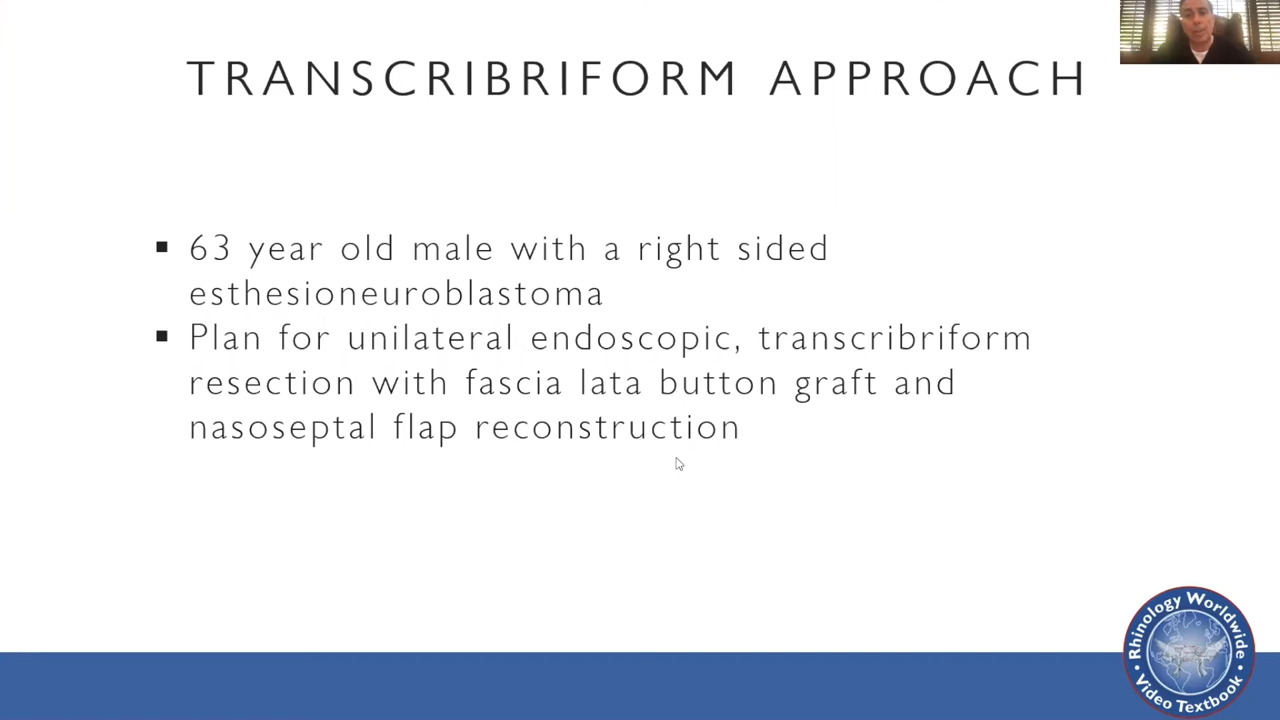 TRANSCRIBRIFORM APPROACH
▪ 63 year old male with a right sided
esthesioneuroblastoma
▪ Plan for unilateral endoscopic, transcribriform
resection with fascia lata button graft and
nasoseptal flap reconstruction
Rhinology Worldwide
• Video Textbook •